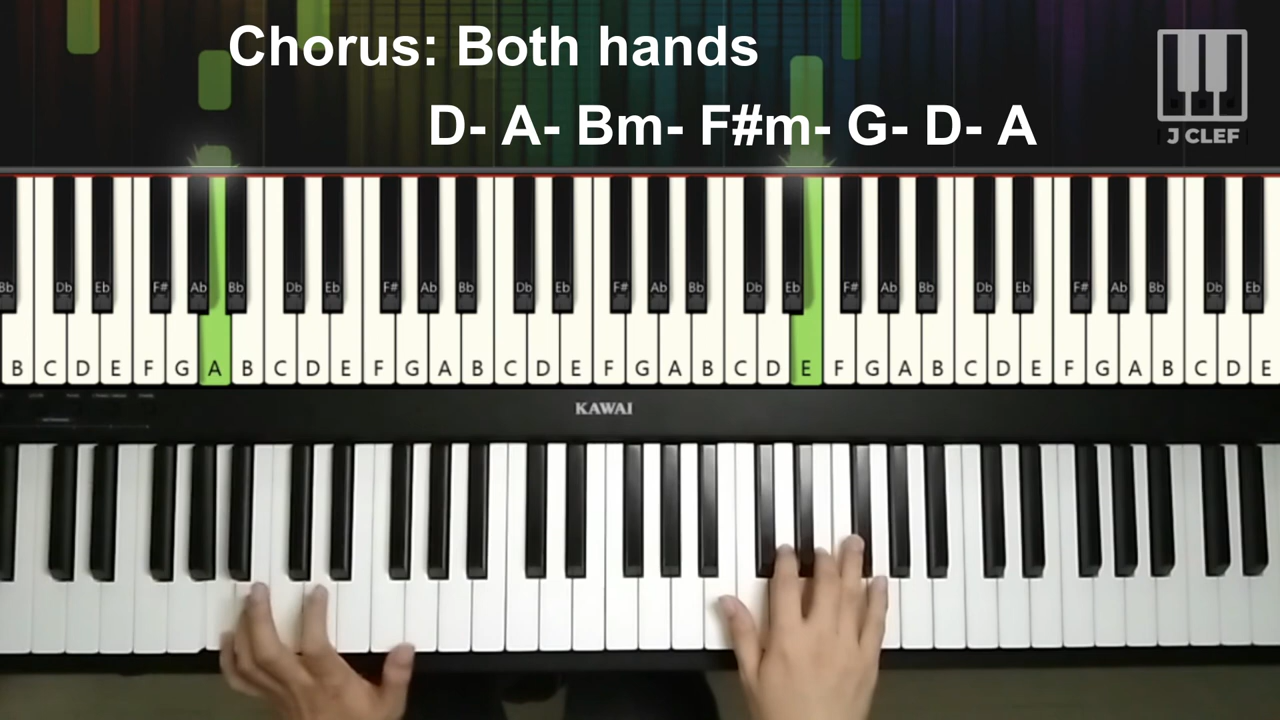 Chorus: Both hands
D- A- Bm- F#m- G- D- A
J CLEF
Bb Db Eb F# Ab Bb Db Eb F# Ab Bb Db Eb F# Ab Bb Db Eb F# Ab Bb Db Eb F# Ab Bb Db Eb
B C D E F G A B C D E F G A B C D E F G A B C D E F G A B C D E F G A B C D E
KAWAI